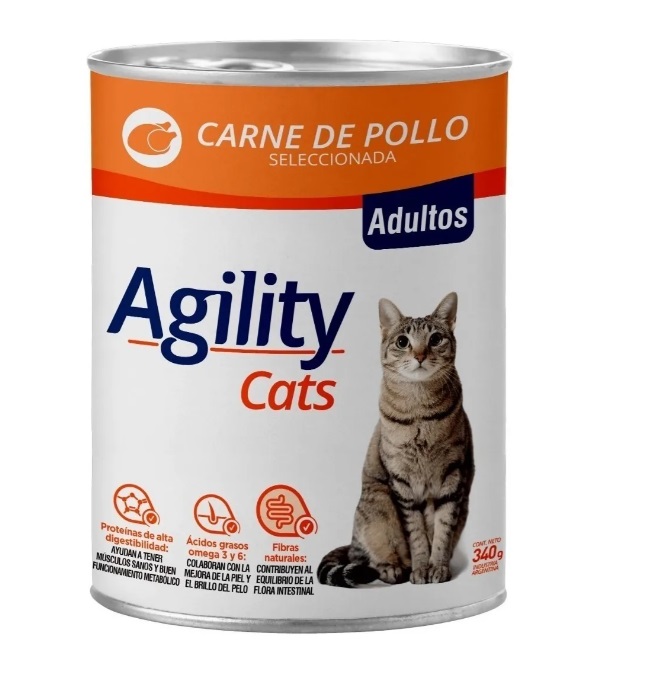 CARNE DE POLLO
SELECCIONADA
Adultos
Agility
Cats
Proteínas de alta
digestibilidad:
AYUDAN A TENER
MÚSCULOS SANOS Y BUEN
FUNCIONAMIENTO METABÓLICO
Ácidos grasos
omega 3 y 6:
COLABORAN CON LA
MEJORA DE LA PIEL Y
EL BRILLO DEL PELO
Fibras
naturales:
CONTRIBUYEN AL
EQUILIBRIO DE LA
FLORA INTESTINAL
CONT. NETO
340g
INDUSTRIA
ARGENTINA